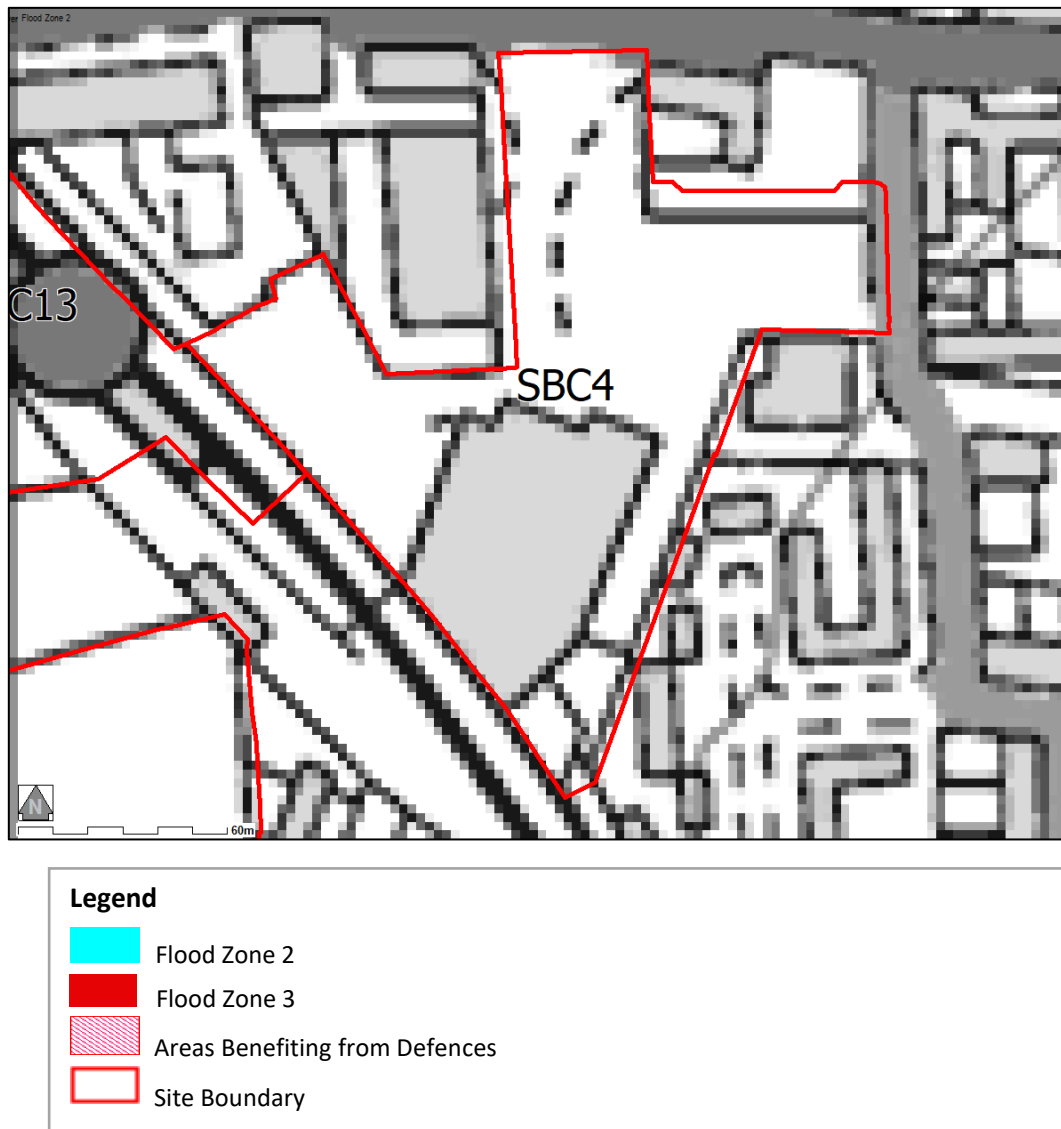 er Flood Zone 2
C13
SBC4
N
60m
Legend
Flood Zone 2
Flood Zone 3
Areas Benefiting from Defences
Site Boundary